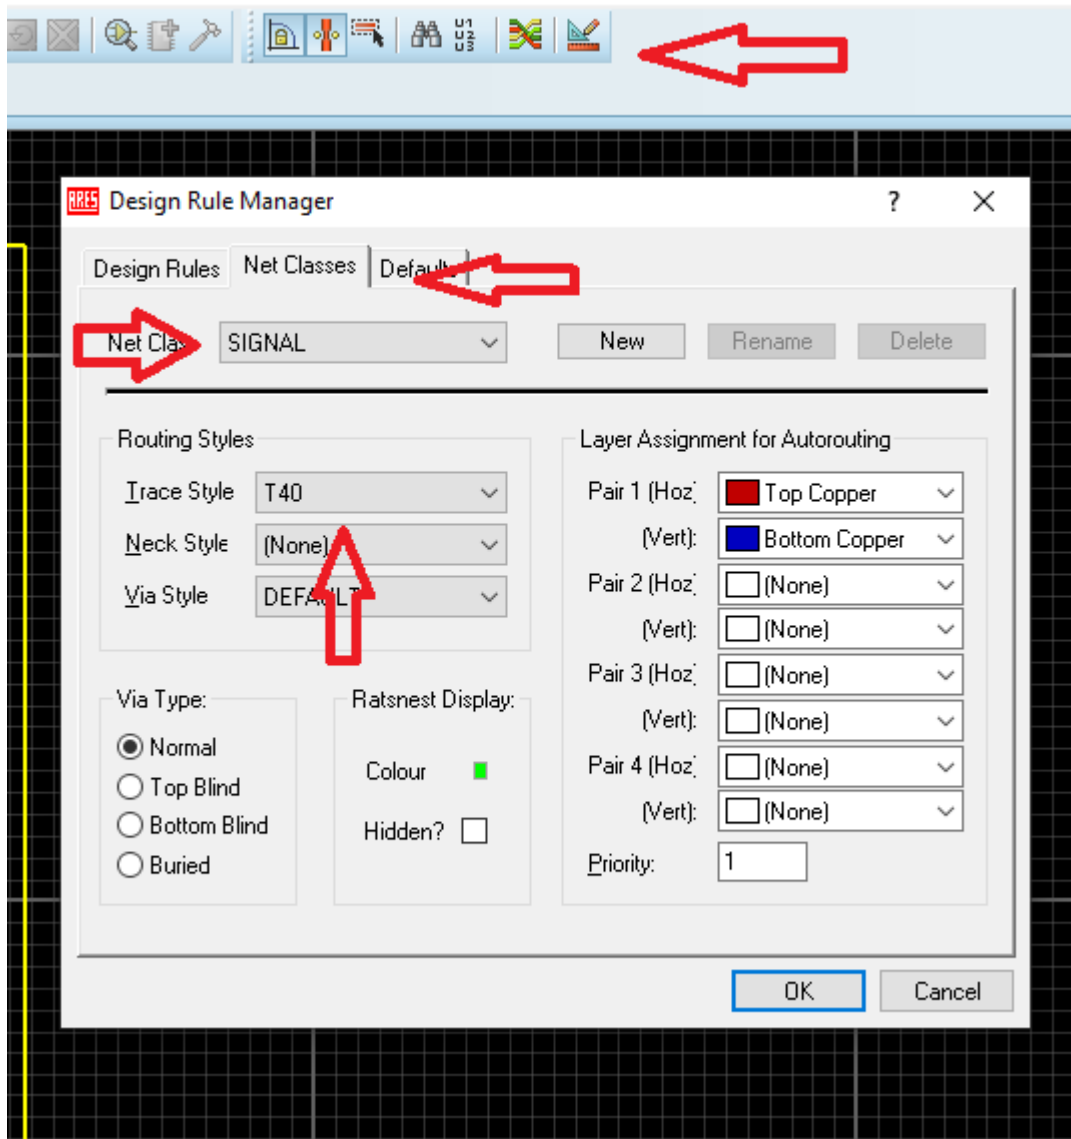 U1
U2
U3
ARES Design Rule Manager ? ×
Design Rules Net Classes Defaults
Net Clas SIGNAL New Rename Delete
Routing Styles
Trace Style T40
Neck Style (None)
Via Style DEFAULT
Via Type:
Normal
Top Blind
Bottom Blind
Buried
Ratsnest Display:
Colour
Hidden?
Layer Assignment for Autorouting
Pair 1 (Hoz) Top Copper
(Vert): Bottom Copper
Pair 2 (Hoz) (None)
(Vert): (None)
Pair 3 (Hoz) (None)
(Vert): (None)
Pair 4 (Hoz) (None)
(Vert): (None)
Priority: 1
OK Cancel